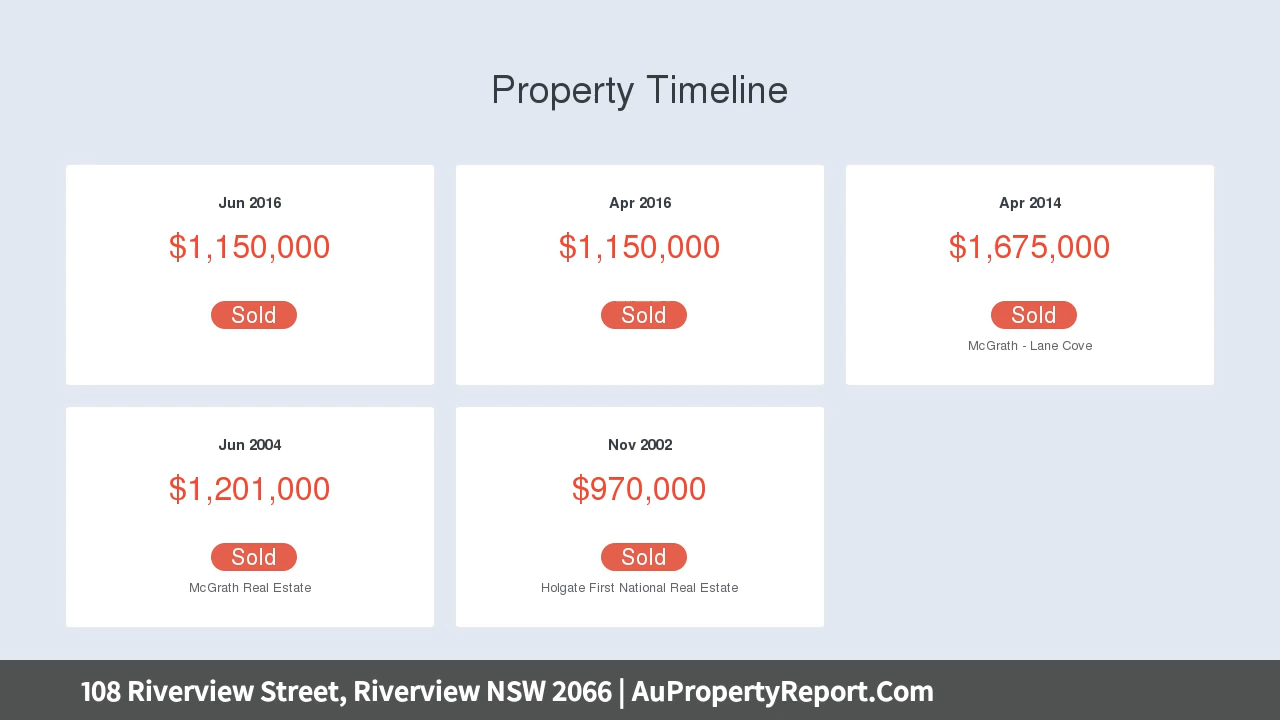 Property Timeline
Jun 2016
$1,150,000
Sold
Apr 2016
$1,150,000
Sold
Apr 2014
$1,675,000
Sold
McGrath - Lane Cove
Jun 2004
$1,201,000
Sold
McGrath Real Estate
Nov 2002
$970,000
Sold
Holgate First National Real Estate
108 Riverview Street, Riverview NSW 2066 | AuPropertyReport.Com